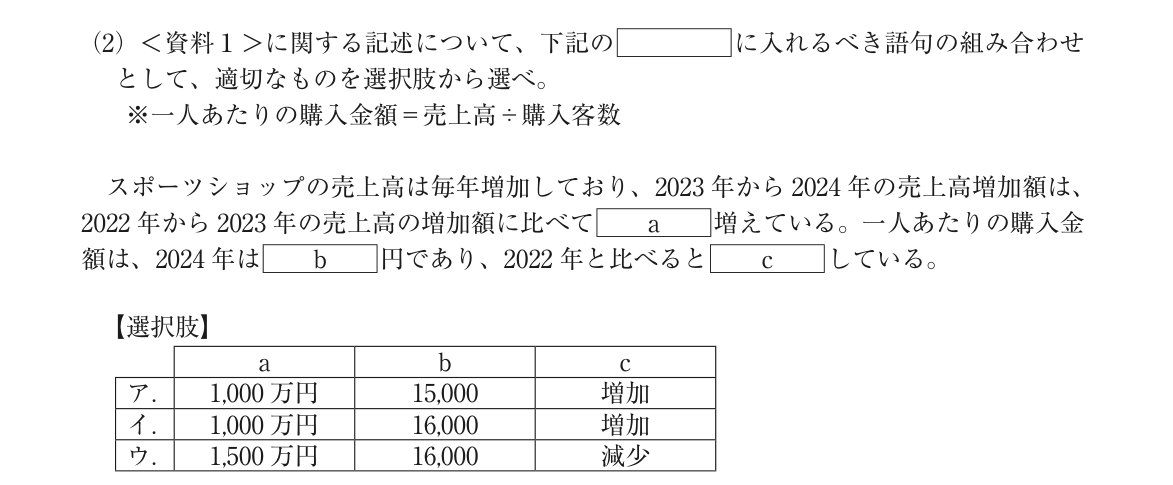 （2）＜資料１＞に関する記述について、下記の　　　　に入れるべき語句の組み合わせ
として、適切なものを選択肢から選べ。
※一人あたりの購入金額＝売上高÷購入客数
スポーツショップの売上高は毎年増加しており、2023 年から 2024 年の売上高増加額は、
2022 年から 2023 年の売上高の増加額に比べて a 増えている。一人あたりの購入金
額は、2024 年は b 円であり、2022 年と比べると c している。
【選択肢】
a b c
ア． 1,000 万円 15,000 増加
イ． 1,000 万円 16,000 増加
ウ． 1,500 万円 16,000 減少